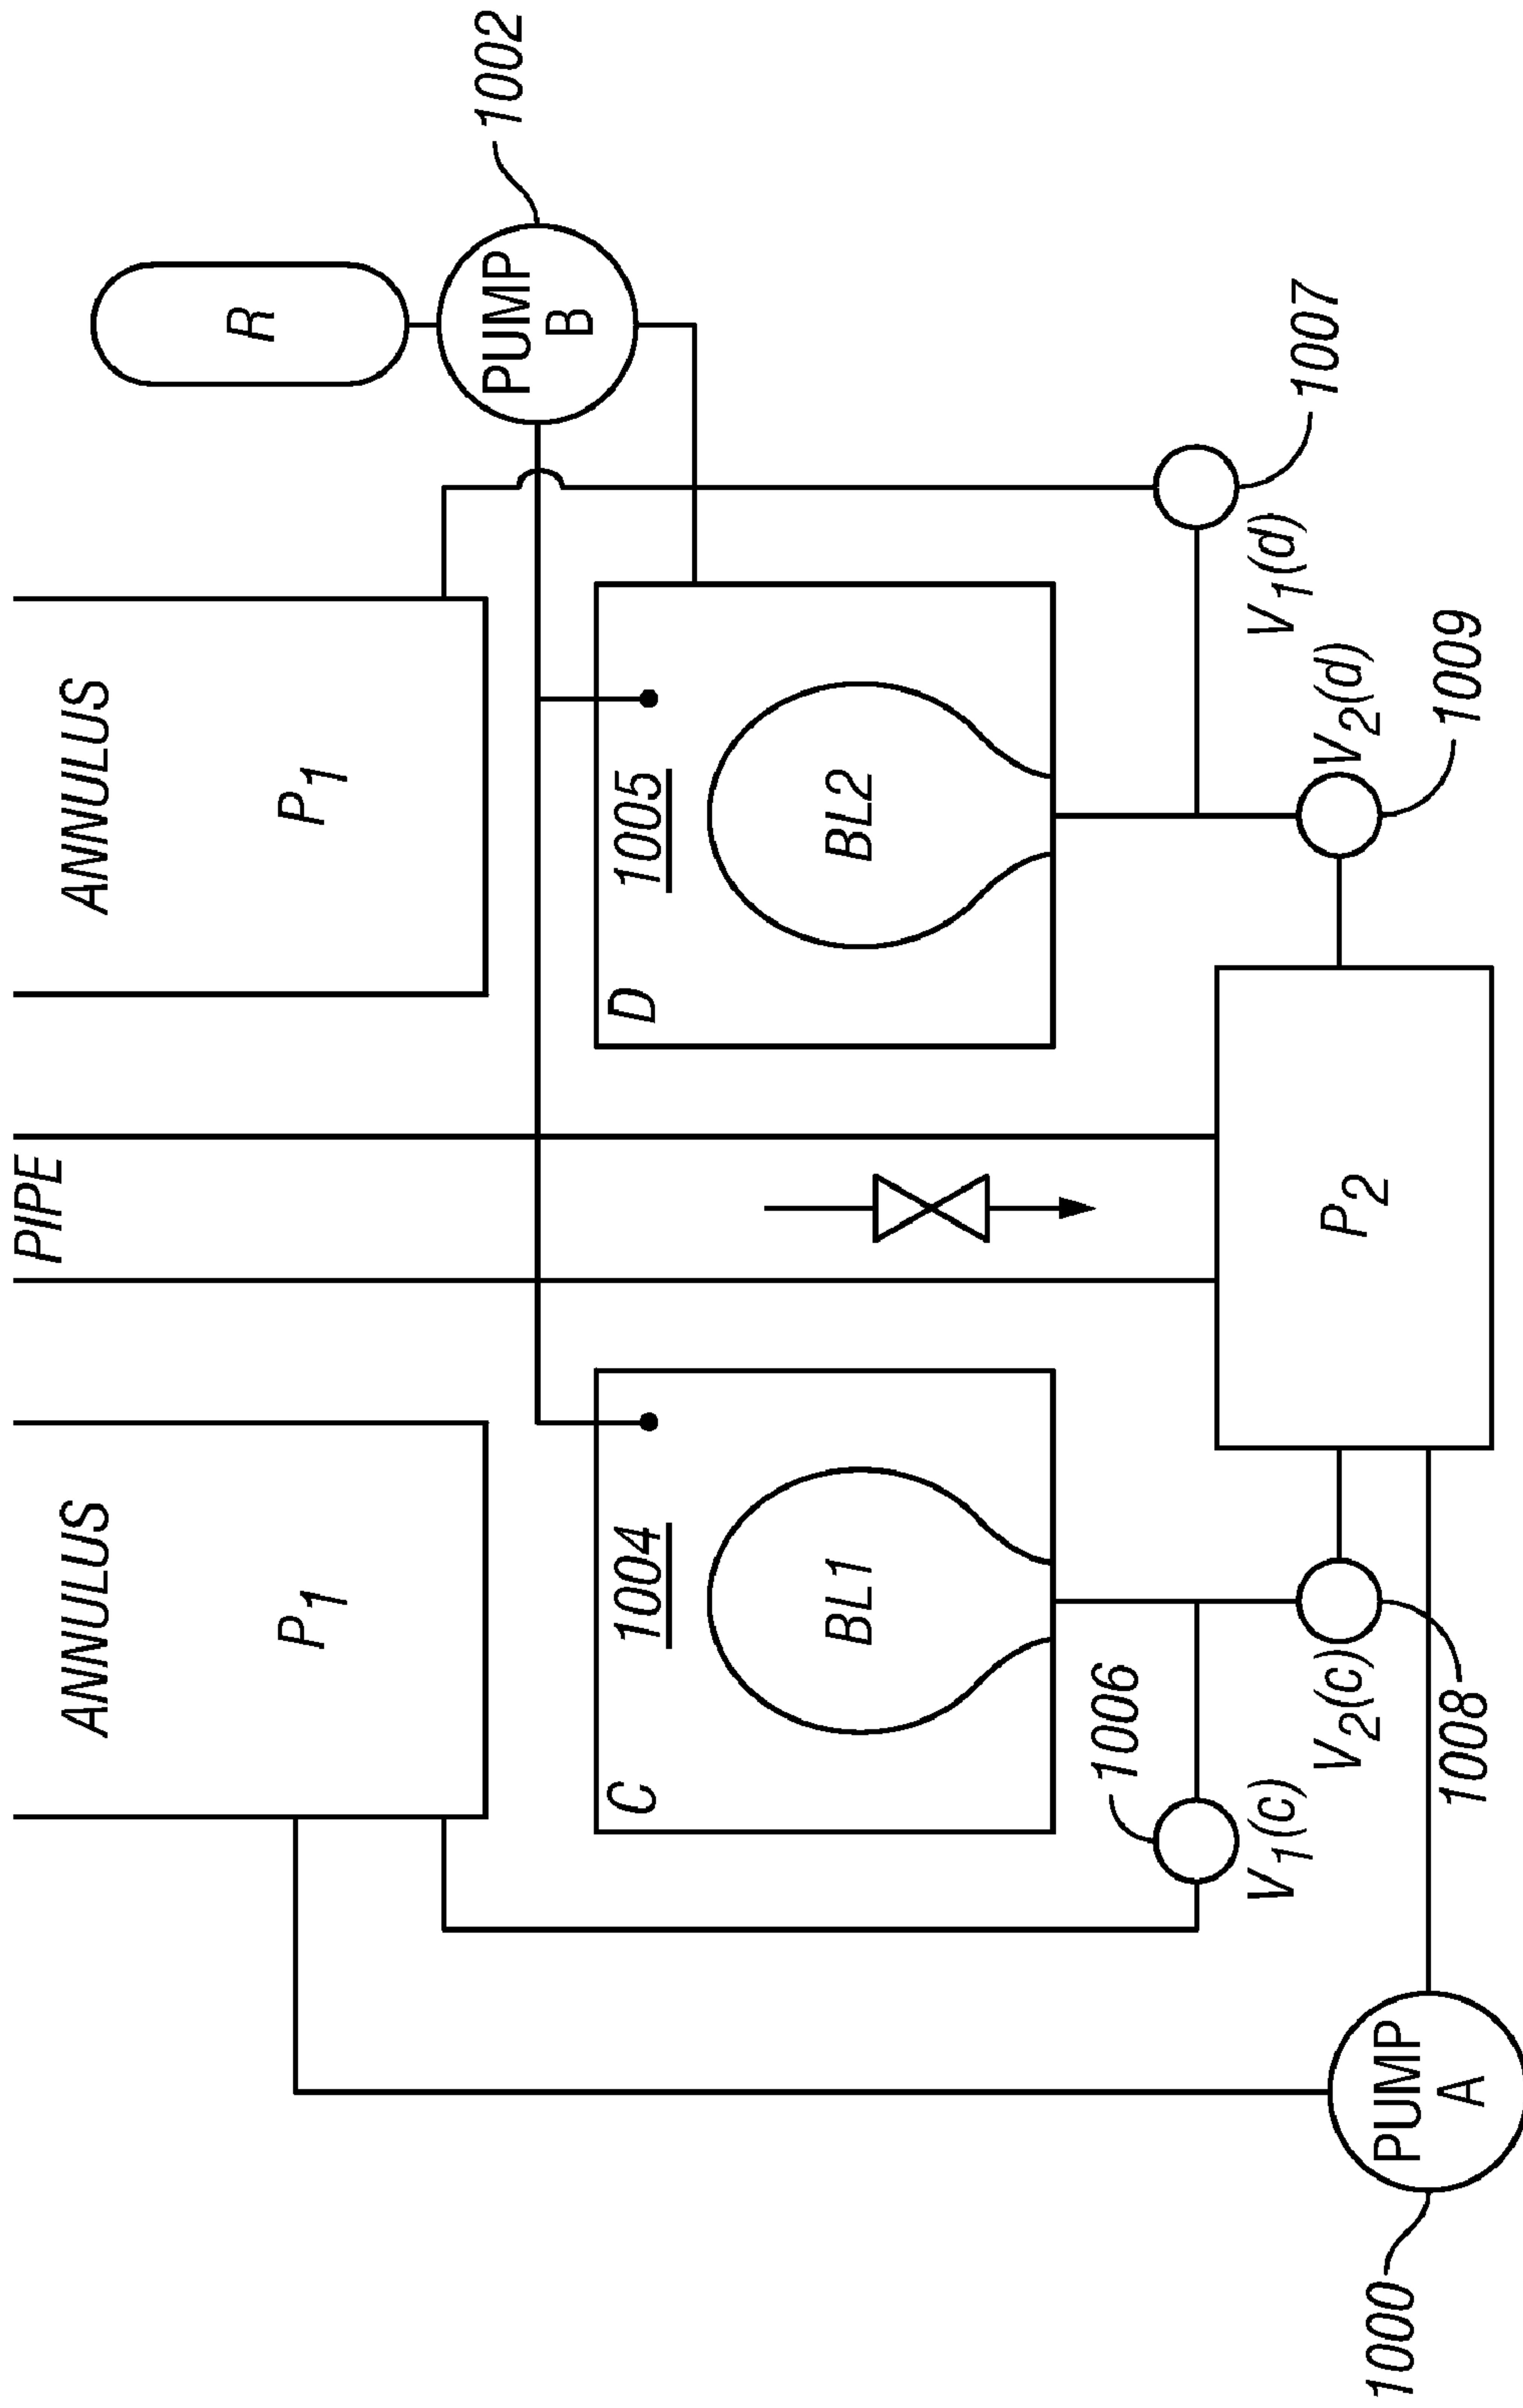 1000
PUMP
A
ANNULUS
P1
C
1004
BL1
1006
V1(c)
V2(c)
1008
PIPE
P2
ANNULUS
P1
D
1005
BL2
V2(d)
1009
V1(d)
1007
R
PUMP
B
1002